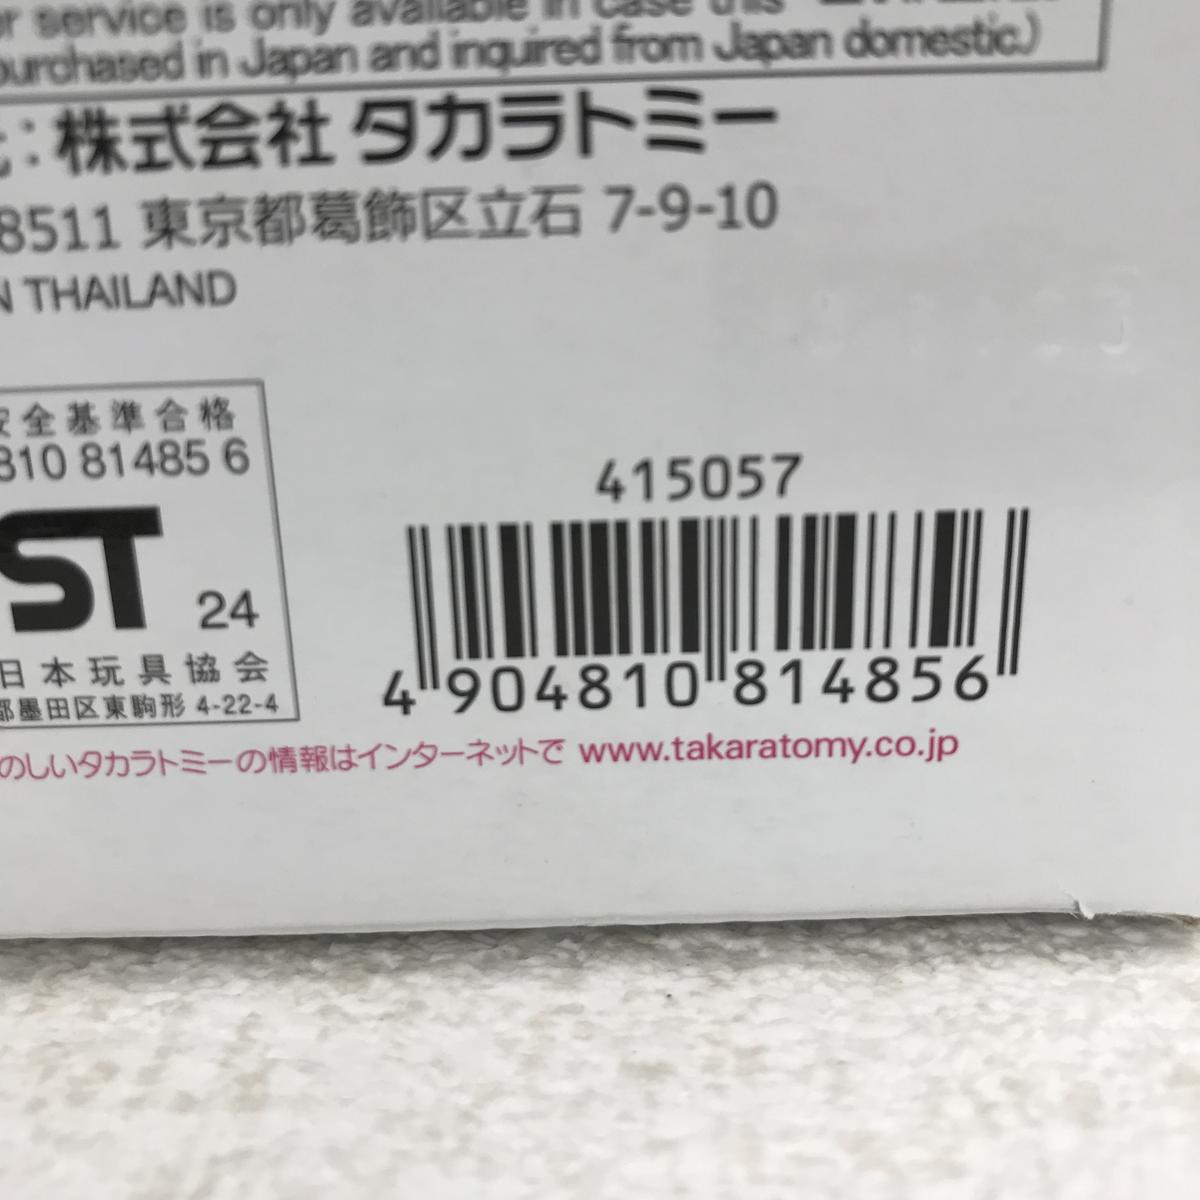 service is only available in case this
purchased in Japan and inquired from Japan domestic.)
: 株式会社 タカラトミー
8511 東京都葛飾区立石 7-9-10
N THAILAND
安全基準合格
810 81485 6
ST 24
日本玩具協会
都墨田区東駒形 4-22-4
415057
4 904810 814856
のしいタカラトミーの情報はインターネットで www.takaratomy.co.jp